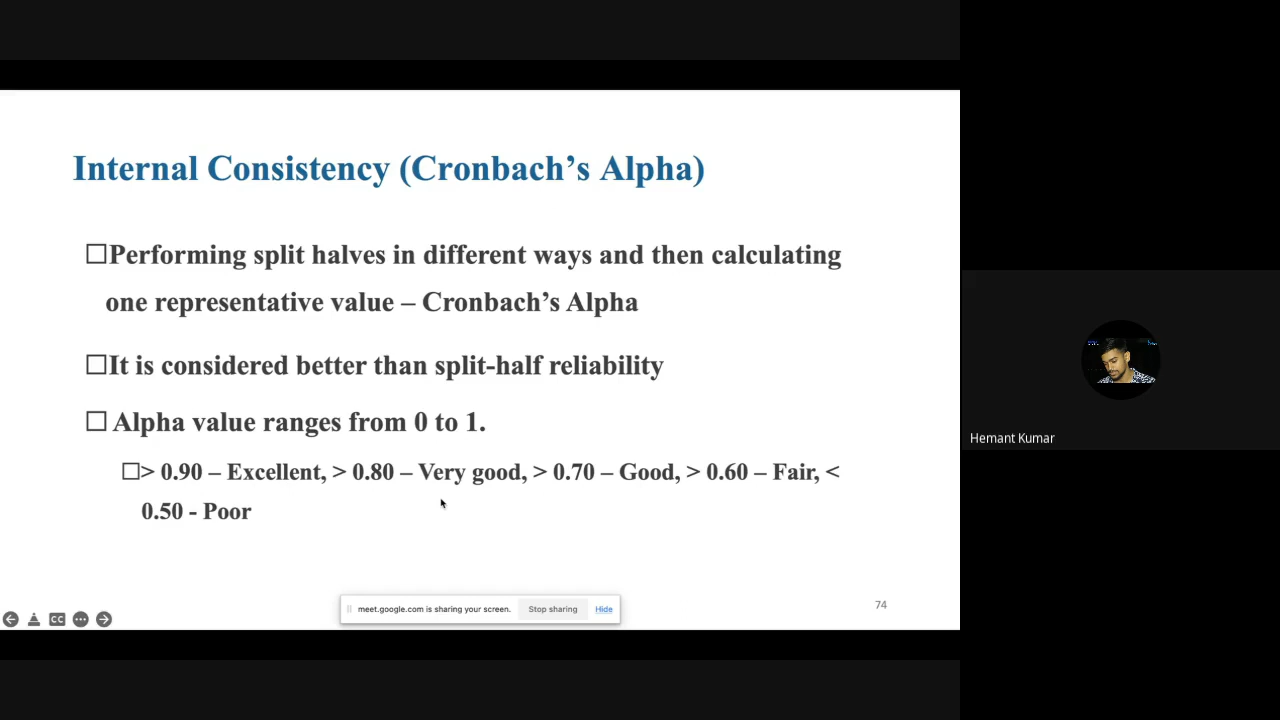 Internal Consistency (Cronbach’s Alpha)
☐Performing split halves in different ways and then calculating
one representative value – Cronbach’s Alpha
☐It is considered better than split-half reliability
☐ Alpha value ranges from 0 to 1.
☐> 0.90 – Excellent, > 0.80 – Very good, > 0.70 – Good, > 0.60 – Fair, <
0.50 - Poor
Hemant Kumar
meet.google.com is sharing your screen. Stop sharing Hide
74
CC